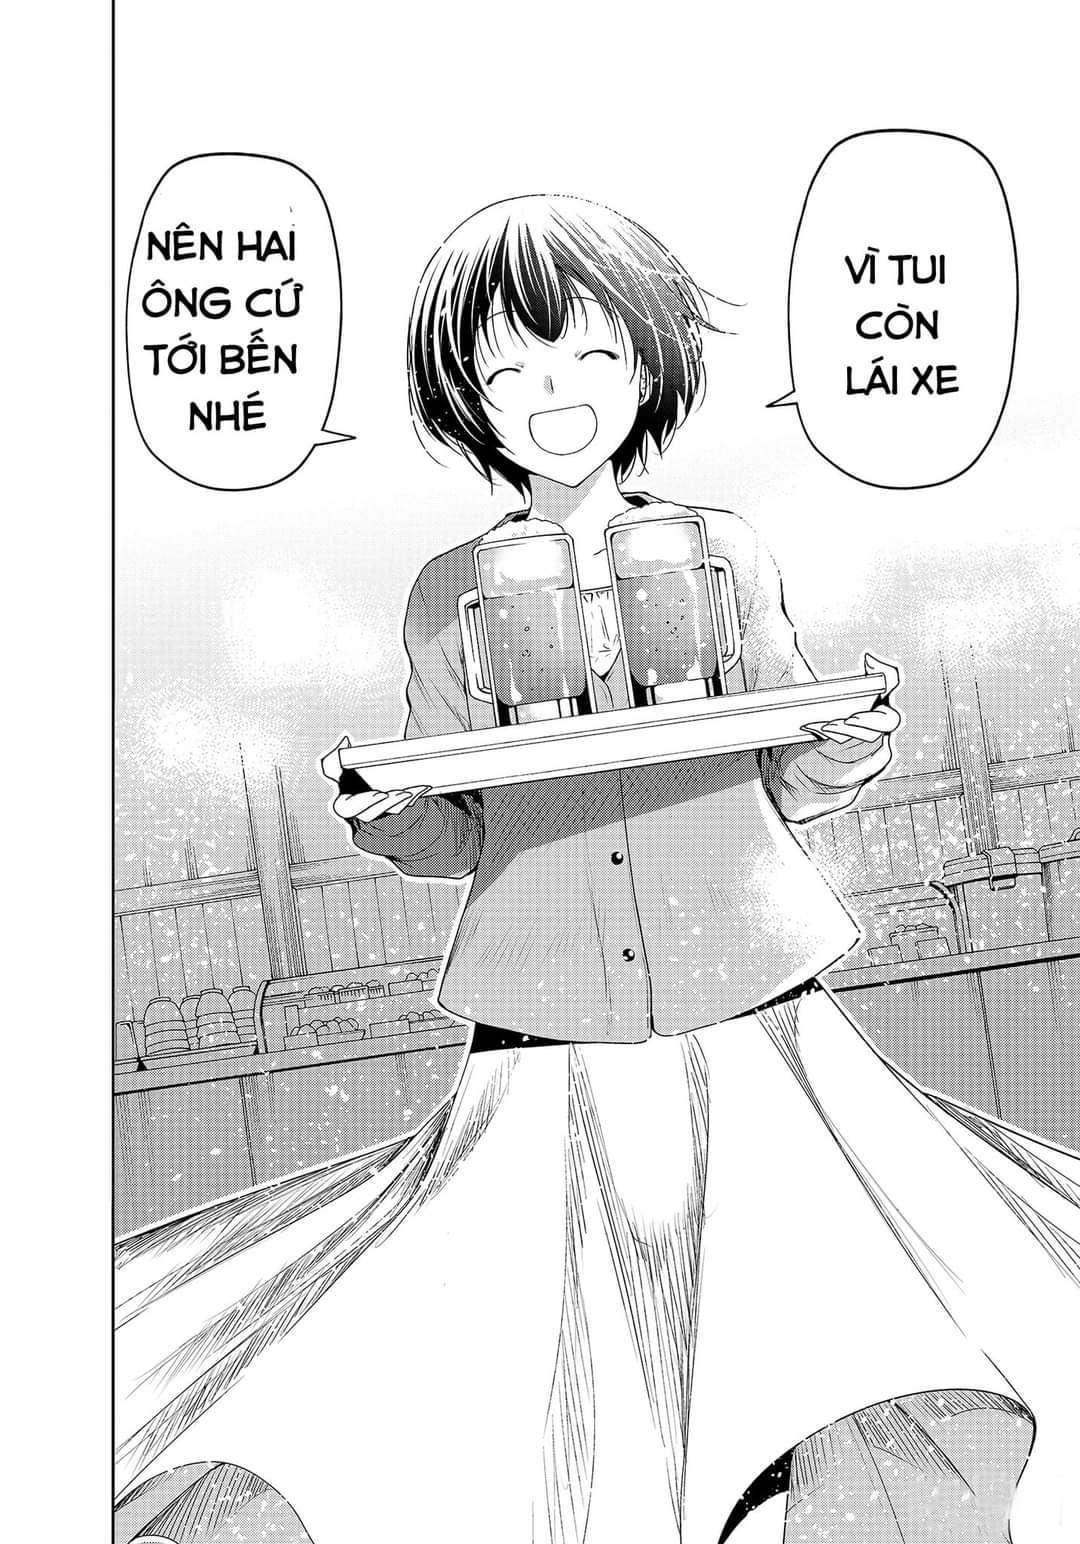 VÌ TUI
CÒN
LÁI XE
NÊN HAI
ÔNG CỨ
TỚI BẾN
NHÉ